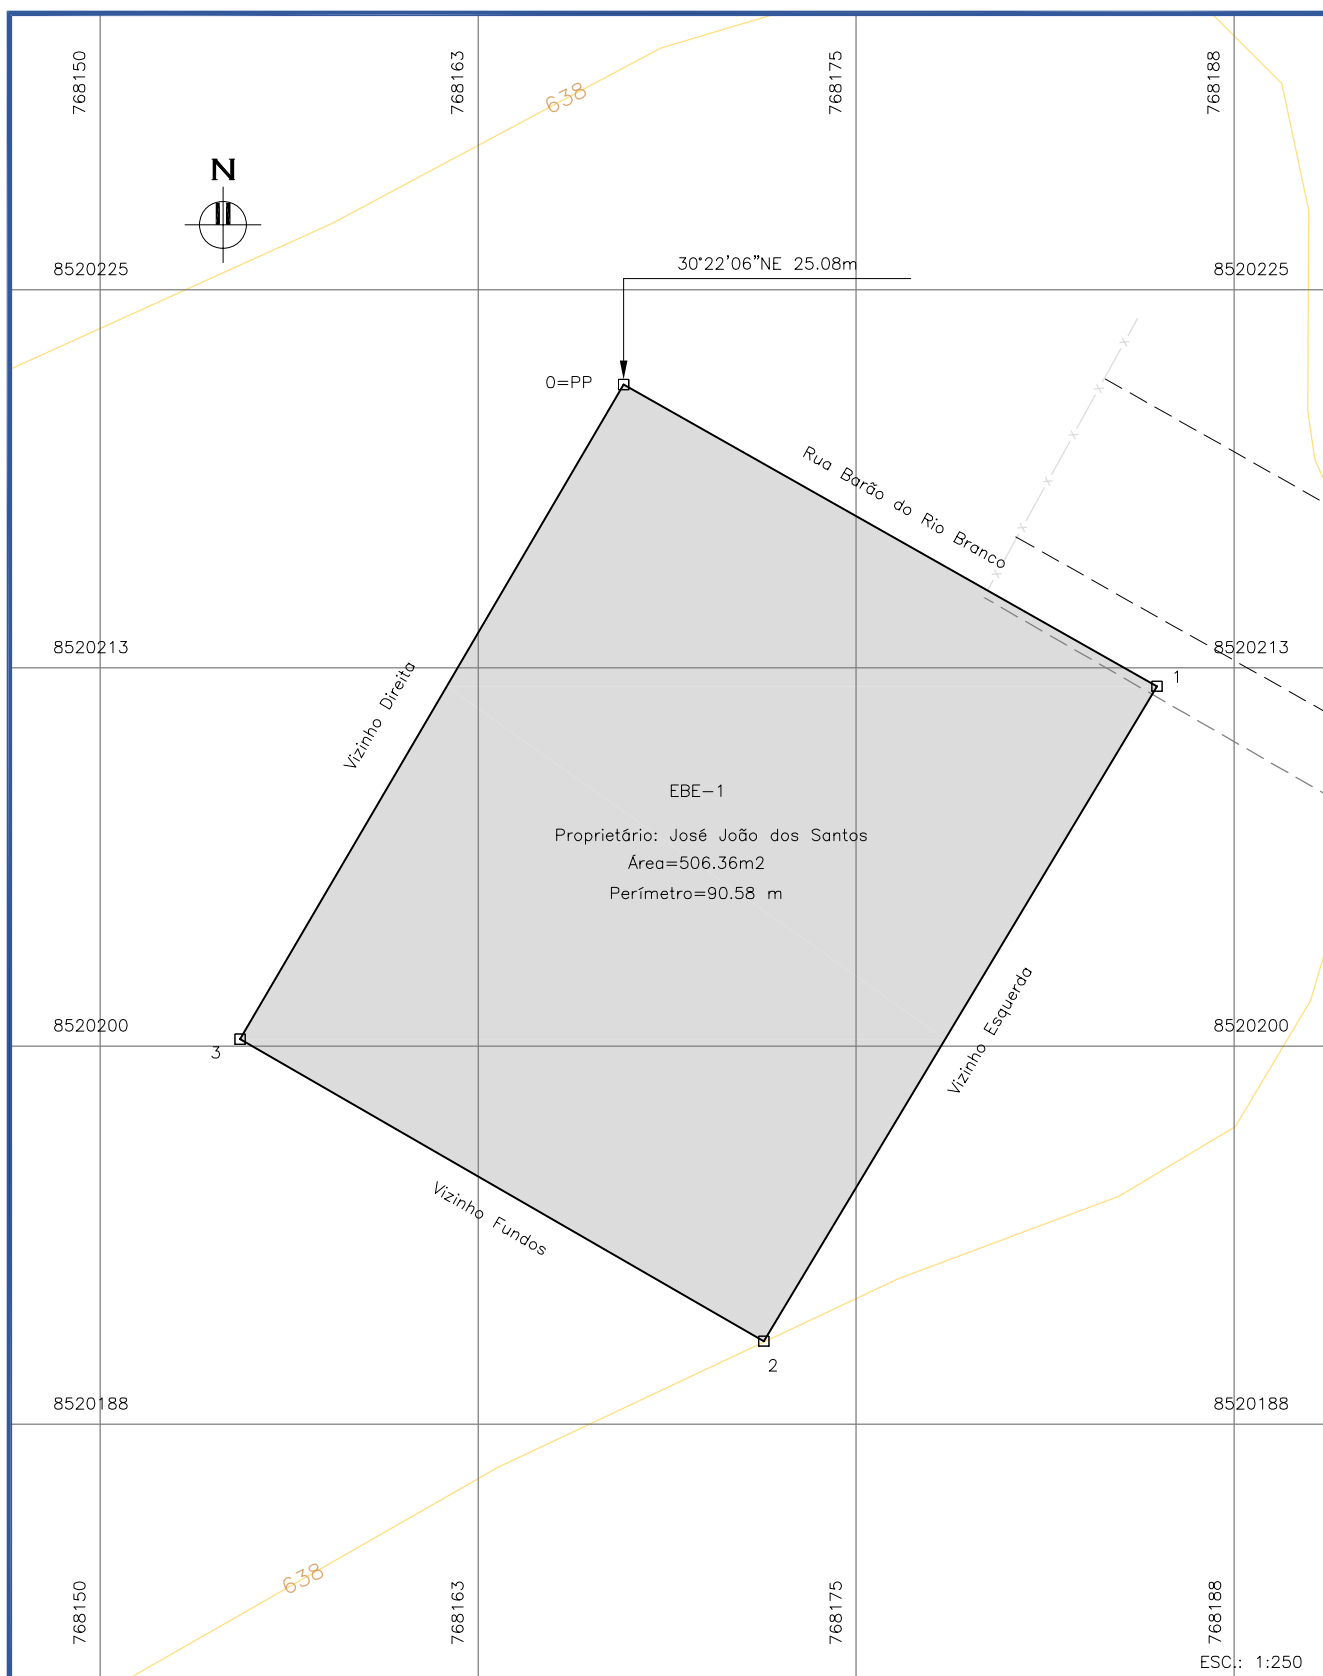 768150
768163
768175
768188
638
N
8520225
8520225
30°22'06"NE 25.08m
0=PP
Rua Barão do Rio Branco
8520213
8520213
1
Vizinho Direita
EBE-1
Proprietário: José João dos Santos
Área=506.36m2
Perímetro=90.58 m
Vizinho Esquerda
8520200
8520200
3
Vizinho Fundos
2
8520188
8520188
638
768150
768163
768175
768188
ESC.: 1:250